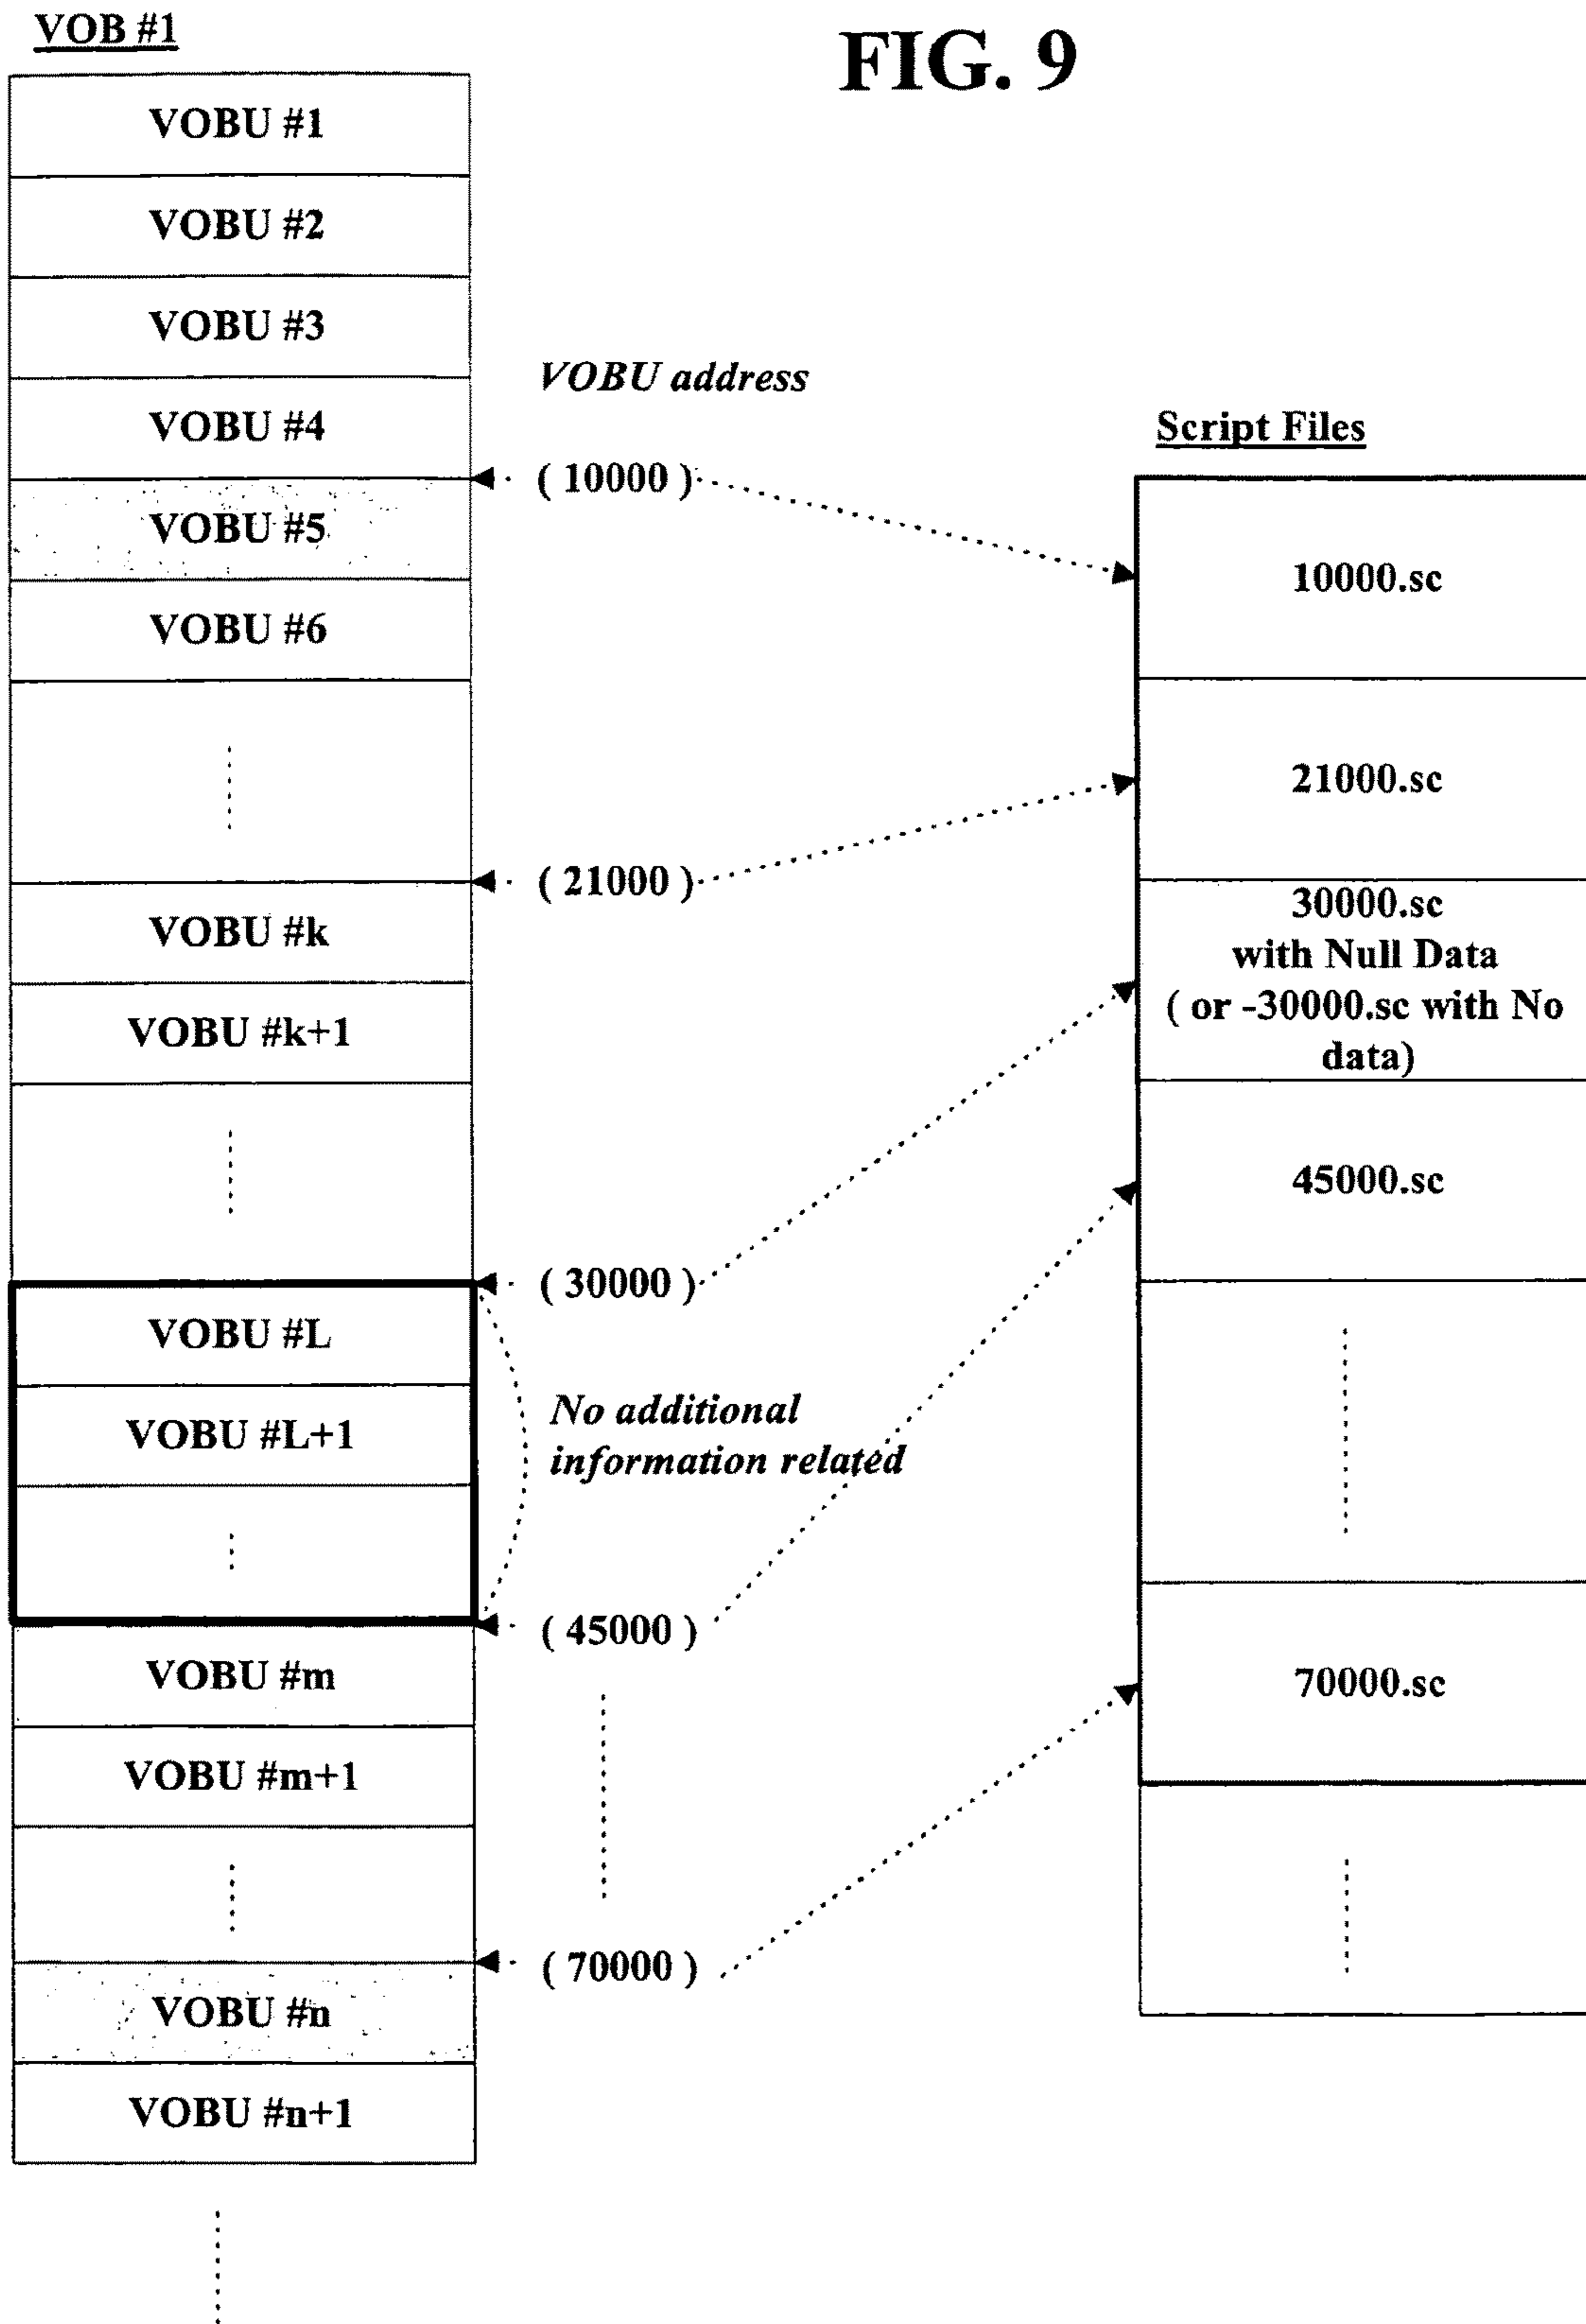 VOB #1
FIG. 9
VOBU #1
VOBU #2
VOBU #3
VOBU #4
VOBU #5
VOBU #6
VOBU #k
VOBU #k+1
VOBU #L
VOBU #L+1
VOBU #m
VOBU #m+1
VOBU #n
VOBU #n+1
VOBU address
( 10000 )
( 21000 )
( 30000 )
No additional
information related
( 45000 )
( 70000 )
Script Files
10000.sc
21000.sc
30000.sc
with Null Data
( or -30000.sc with No
data)
45000.sc
70000.sc